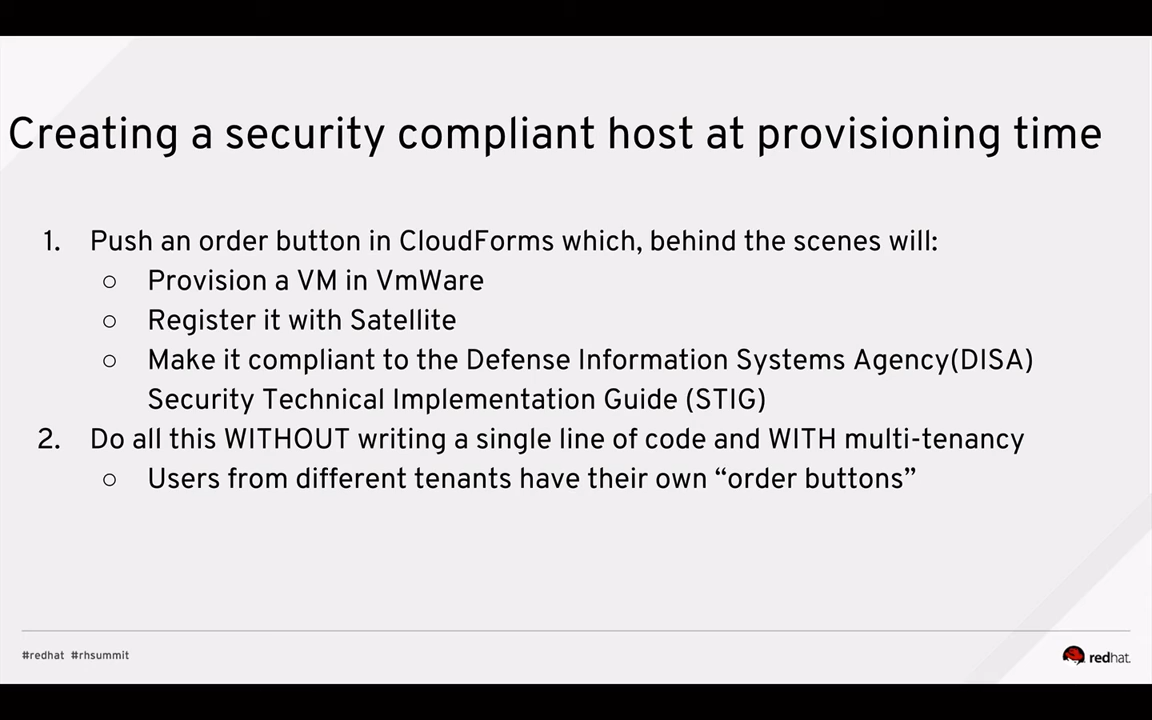 Creating a security compliant host at provisioning time
1. Push an order button in CloudForms which, behind the scenes will:
○ Provision a VM in VmWare
○ Register it with Satellite
○ Make it compliant to the Defense Information Systems Agency(DISA)
Security Technical Implementation Guide (STIG)
2. Do all this WITHOUT writing a single line of code and WITH multi-tenancy
○ Users from different tenants have their own “order buttons”
#redhat #rhsummit
redhat.